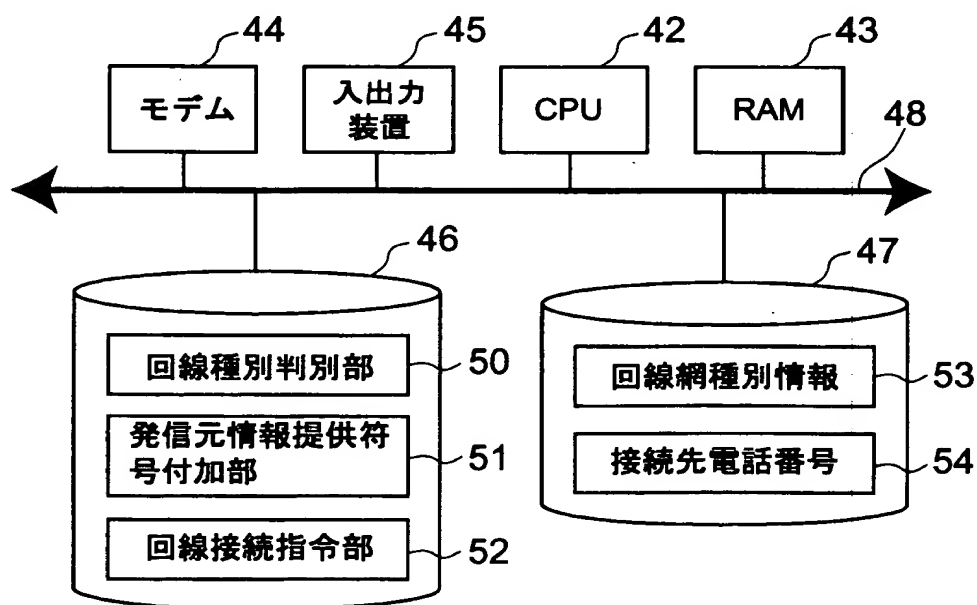 44
45
42
43
モデム
入出力
装置
CPU
RAM
48
46
47
回線種別判別部
50
発信元情報提供符
号付加部
51
回線接続指令部
52
回線網種別情報
53
接続先電話番号
54